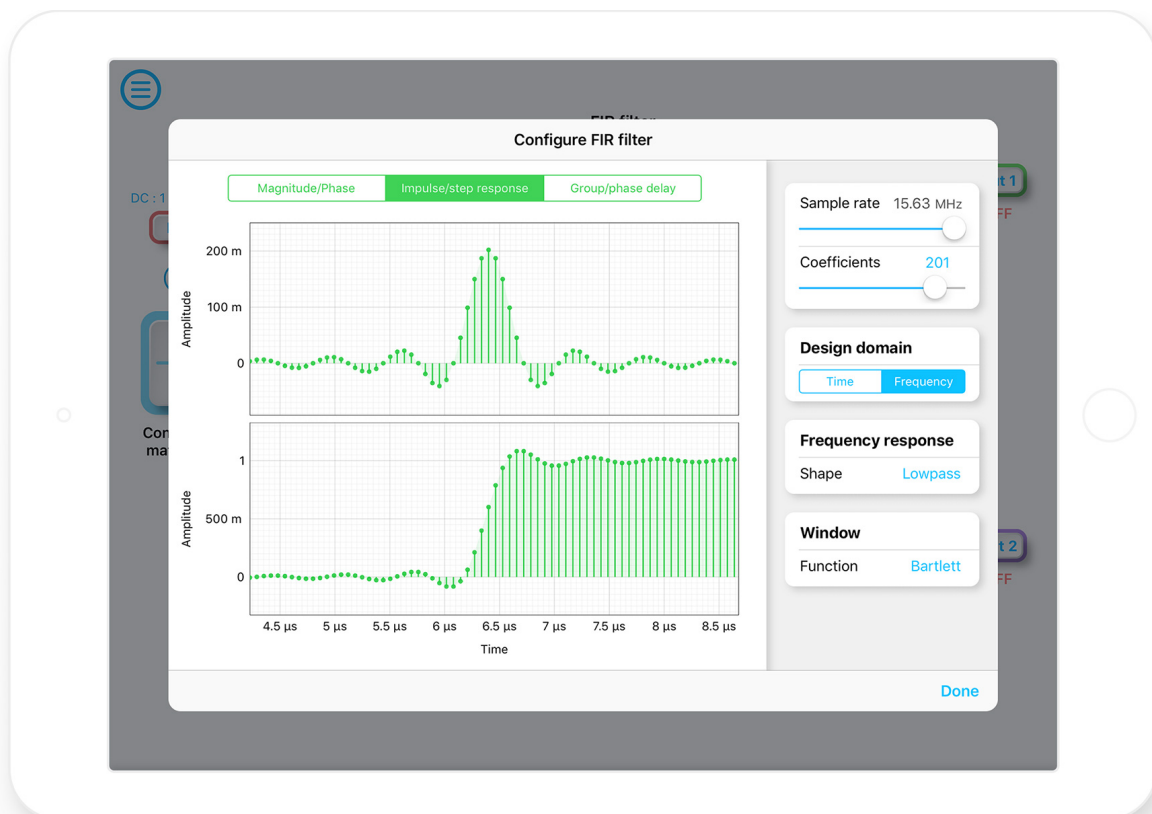 Configure FIR filter
Magnitude/Phase
Impulse/step response
Group/phase delay
DC : 1
200 m
100 m
0
Amplitude
1
500 m
0
Amplitude
4.5 µs
5 µs
5.5 µs
6 µs
6.5 µs
7 µs
7.5 µs
8 µs
8.5 µs
Time
Sample rate 15.63 MHz
Coefficients 201
Design domain
Time
Frequency
Frequency response
Shape Lowpass
Window
Function Bartlett
Done